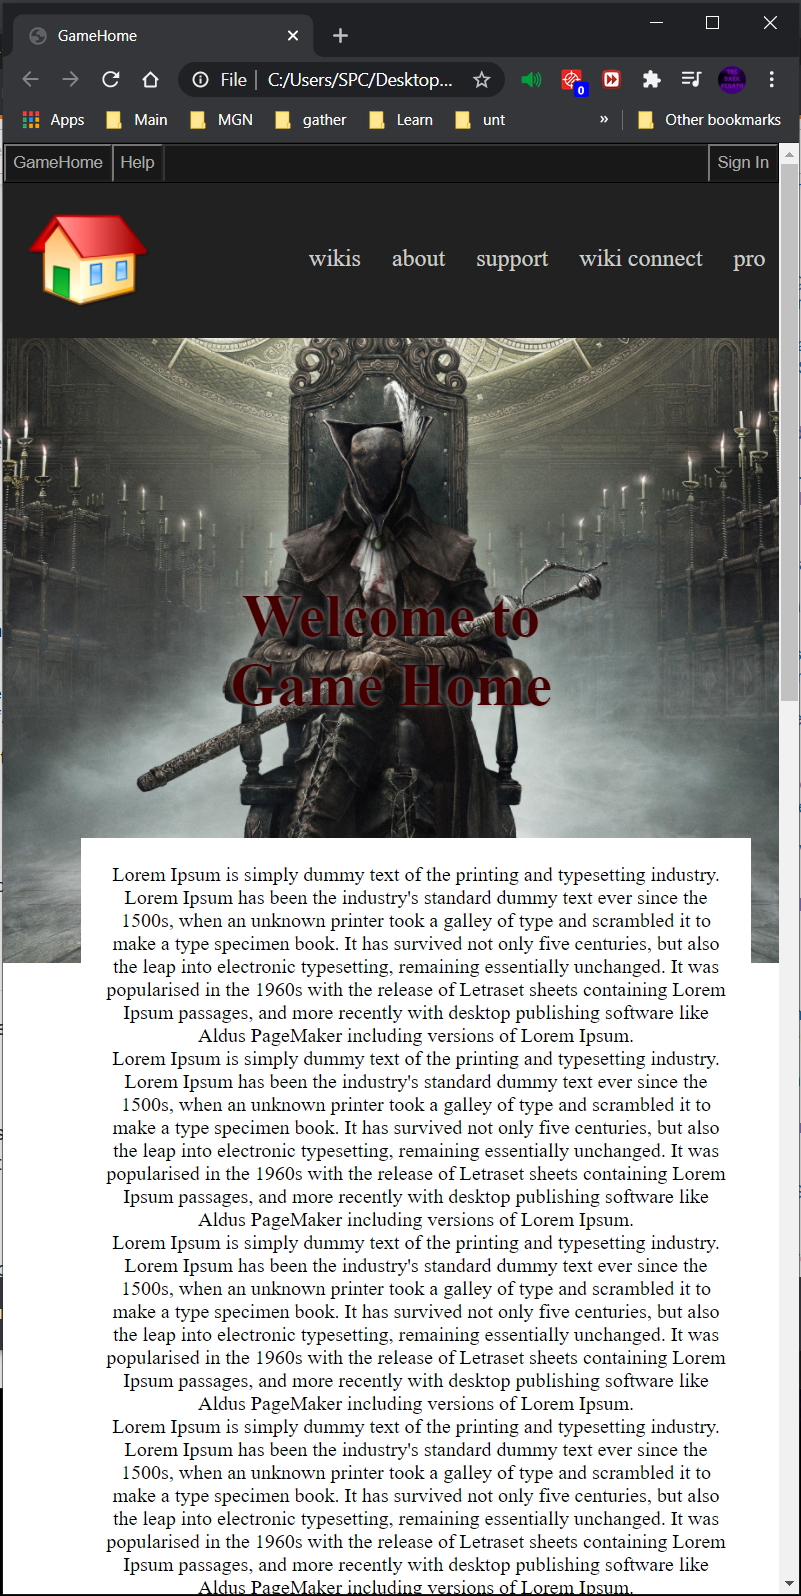 GameHome
File
C:/Users/SPC/Desktop...
0
Apps
Main
MGN
gather
Learn
unt
»
Other bookmarks
GameHome
Help
Sign In
wikis
about
support
wiki connect
pro
Welcome to
Game Home
Lorem Ipsum is simply dummy text of the printing and typesetting industry.
Lorem Ipsum has been the industry's standard dummy text ever since the
1500s, when an unknown printer took a galley of type and scrambled it to
make a type specimen book. It has survived not only five centuries, but also
the leap into electronic typesetting, remaining essentially unchanged. It was
popularised in the 1960s with the release of Letraset sheets containing Lorem
Ipsum passages, and more recently with desktop publishing software like
Aldus PageMaker including versions of Lorem Ipsum.
Lorem Ipsum is simply dummy text of the printing and typesetting industry.
Lorem Ipsum has been the industry's standard dummy text ever since the
1500s, when an unknown printer took a galley of type and scrambled it to
make a type specimen book. It has survived not only five centuries, but also
the leap into electronic typesetting, remaining essentially unchanged. It was
popularised in the 1960s with the release of Letraset sheets containing Lorem
Ipsum passages, and more recently with desktop publishing software like
Aldus PageMaker including versions of Lorem Ipsum.
Lorem Ipsum is simply dummy text of the printing and typesetting industry.
Lorem Ipsum has been the industry's standard dummy text ever since the
1500s, when an unknown printer took a galley of type and scrambled it to
make a type specimen book. It has survived not only five centuries, but also
the leap into electronic typesetting, remaining essentially unchanged. It was
popularised in the 1960s with the release of Letraset sheets containing Lorem
Ipsum passages, and more recently with desktop publishing software like
Aldus PageMaker including versions of Lorem Ipsum.
Lorem Ipsum is simply dummy text of the printing and typesetting industry.
Lorem Ipsum has been the industry's standard dummy text ever since the
1500s, when an unknown printer took a galley of type and scrambled it to
make a type specimen book. It has survived not only five centuries, but also
the leap into electronic typesetting, remaining essentially unchanged. It was
popularised in the 1960s with the release of Letraset sheets containing Lorem
Ipsum passages, and more recently with desktop publishing software like
Aldus PageMaker including versions of Lorem Ipsum.